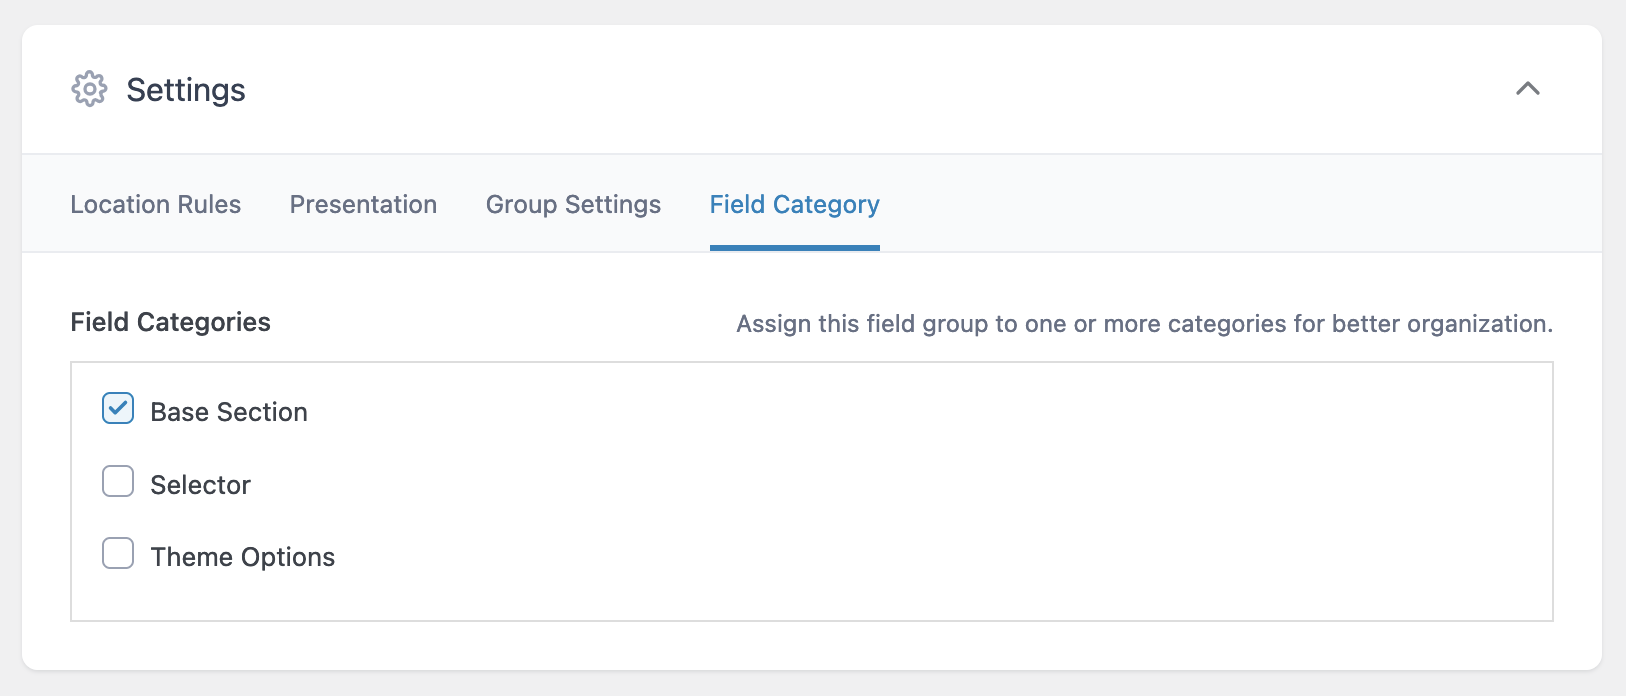 Settings
Location Rules Presentation Group Settings Field Category
Field Categories
Assign this field group to one or more categories for better organization.
Base Section
Selector
Theme Options